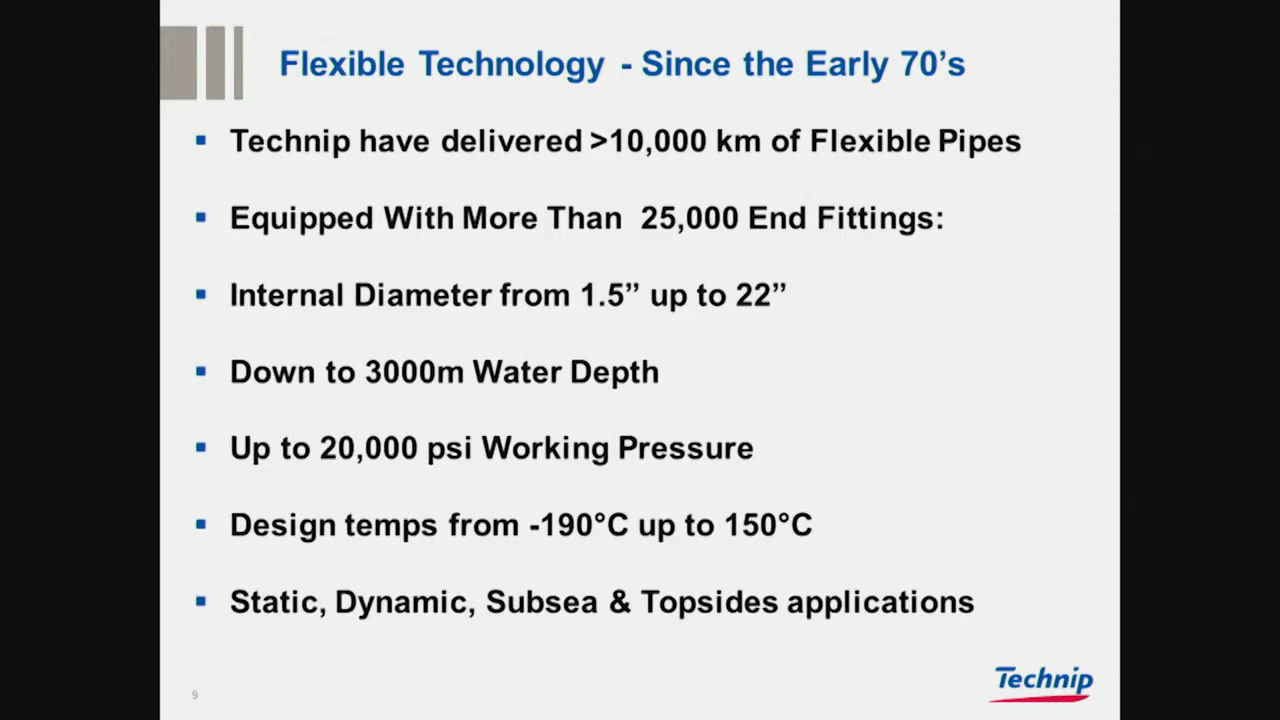 Flexible Technology - Since the Early 70’s
Technip have delivered >10,000 km of Flexible Pipes
Equipped With More Than 25,000 End Fittings:
Internal Diameter from 1.5” up to 22”
Down to 3000m Water Depth
Up to 20,000 psi Working Pressure
Design temps from -190°C up to 150°C
Static, Dynamic, Subsea & Topsides applications
9
Technip